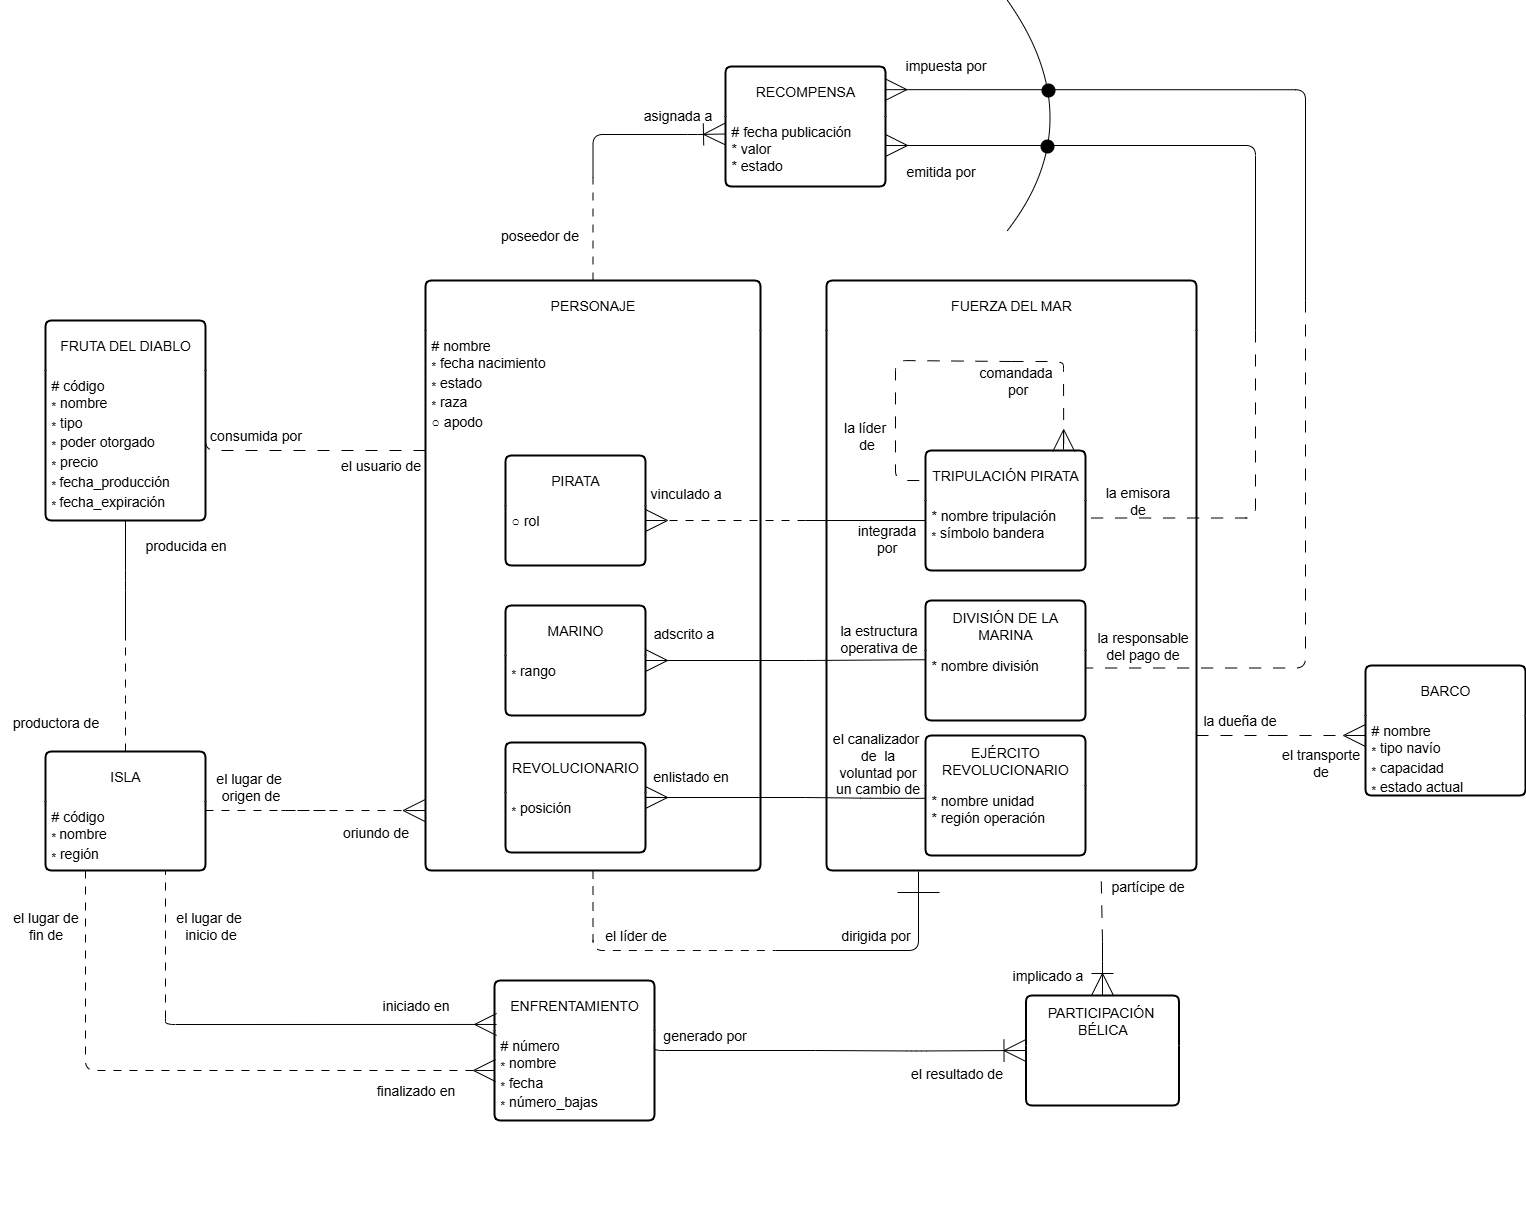 impuesta por
RECOMPENSA
asignada a
# fecha publicación
* valor
* estado
emitida por
poseedor de
PERSONAJE
# nombre
* fecha nacimiento
* estado
* raza
○ apodo
FUERZA DEL MAR
FRUTA DEL DIABLO
# código
* nombre
* tipo
* poder otorgado
* precio
* fecha_producción
* fecha_expiración
consumida por
el usuario de
comandada
por
la líder
de
PIRATA
○ rol
vinculado a
integrada
por
TRIPULACIÓN PIRATA
* nombre tripulación
* símbolo bandera
la emisora
de
producida en
MARINO
* rango
adscrito a
la estructura
operativa de
DIVISIÓN DE LA
MARINA
* nombre división
la responsable
del pago de
productora de
REVOLUCIONARIO
* posición
enlistado en
el canalizador
de la
voluntad por
un cambio de
EJÉRCITO
REVOLUCIONARIO
* nombre unidad
* región operación
la dueña de
el transporte
de
BARCO
# nombre
* tipo navío
* capacidad
* estado actual
ISLA
# código
* nombre
* región
el lugar de
origen de
oriundo de
el lugar de
fin de
el lugar de
inicio de
el líder de
dirigida por
partícipe de
implicado a
iniciado en
finalizado en
ENFRENTAMIENTO
# número
* nombre
* fecha
* número_bajas
generado por
el resultado de
PARTICIPACIÓN
BÉLICA